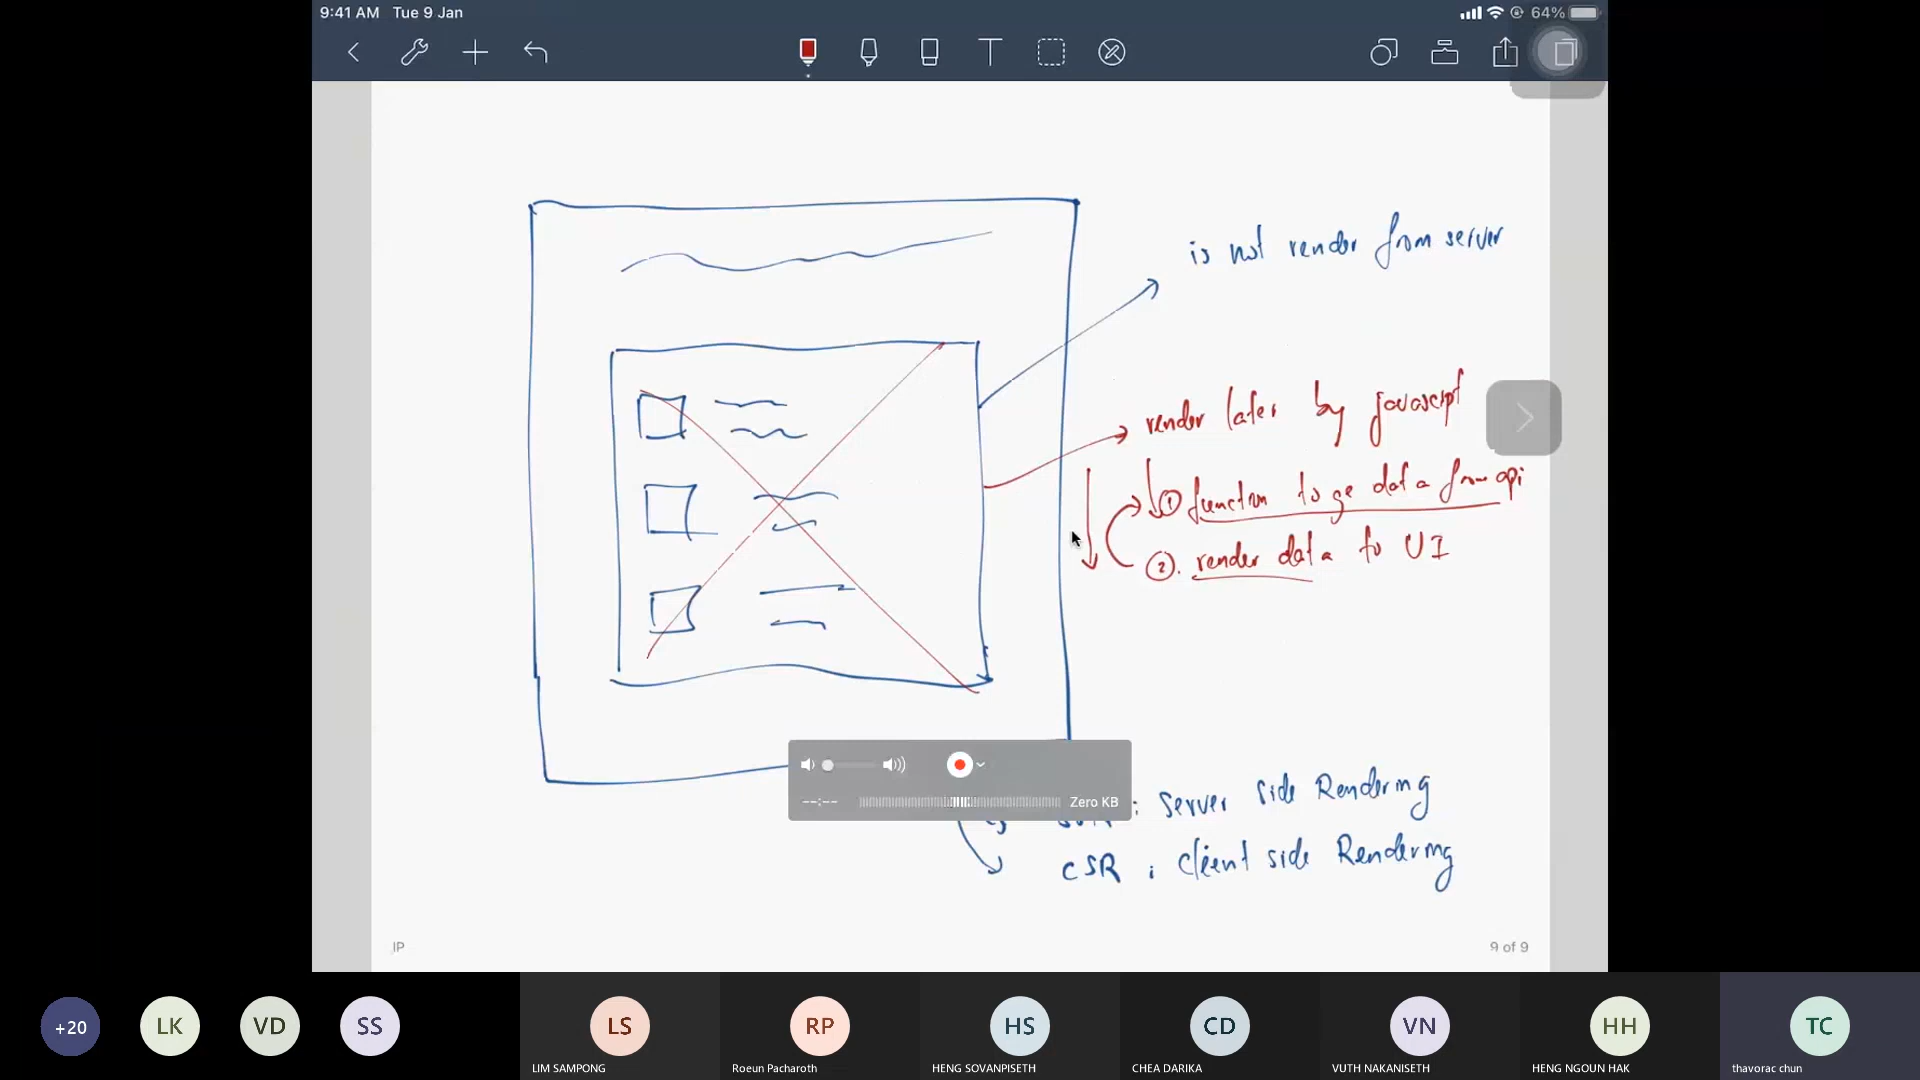 9:41 AM Tue 9 Jan
64%
is not render from server
render later by javascript
① function to ge data from api
②. render data to UI
Zero KB
: Server side Rendering
CSR : Client side Rendering
IP
9 of 9
+20
LK
VD
SS
LS
RP
HS
CD
VN
HH
TC
LIM SAMPONG
Roeun Pacharoth
HENG SOVANPISETH
CHEA DARIKA
VUTH NAKANISETH
HENG NGOUN HAK
thavorac chun